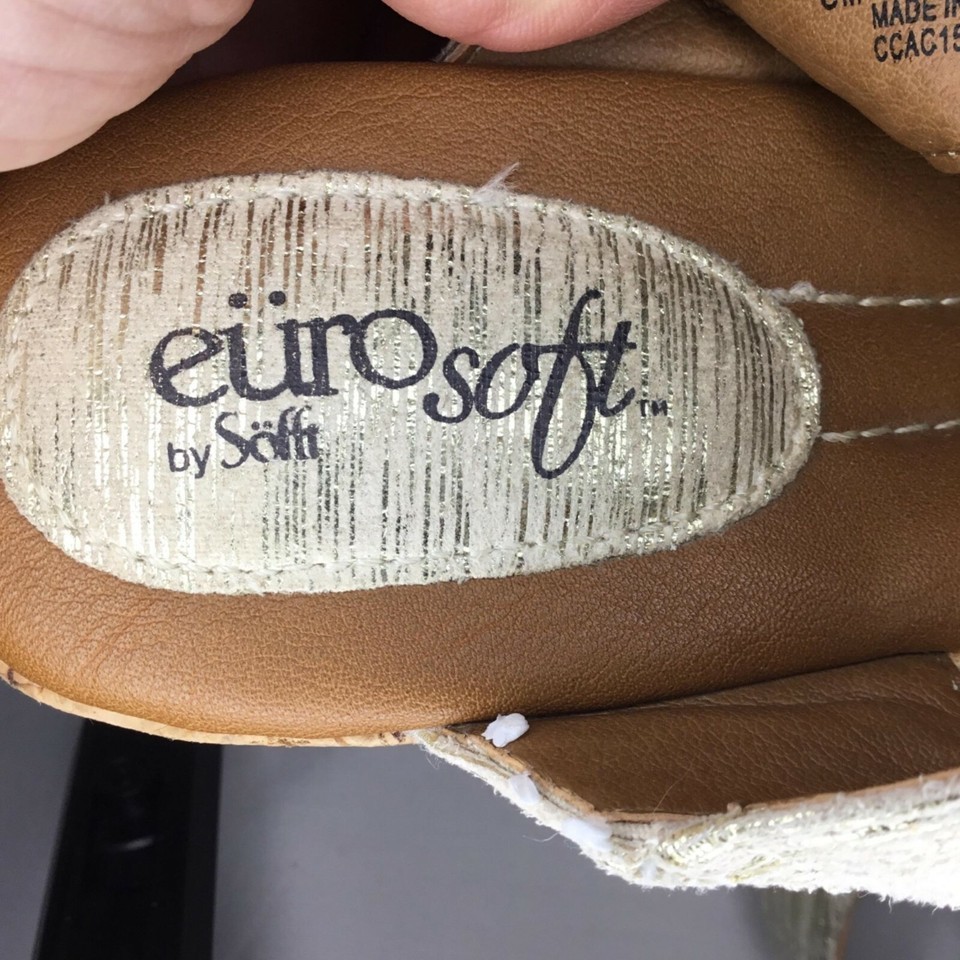 MADE IN
CCAC15
eürosoft™
by Söfft